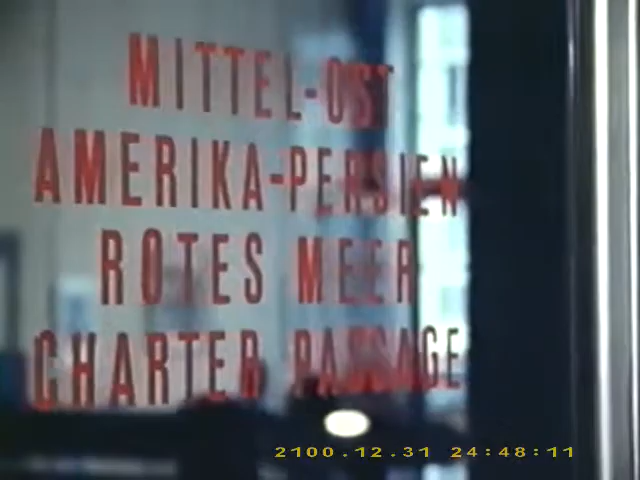 MITTEL-OST
AMERIKA-PERSIEN
ROTES MEER
CHARTER PASSAGE
2100.12.31 24:48:11